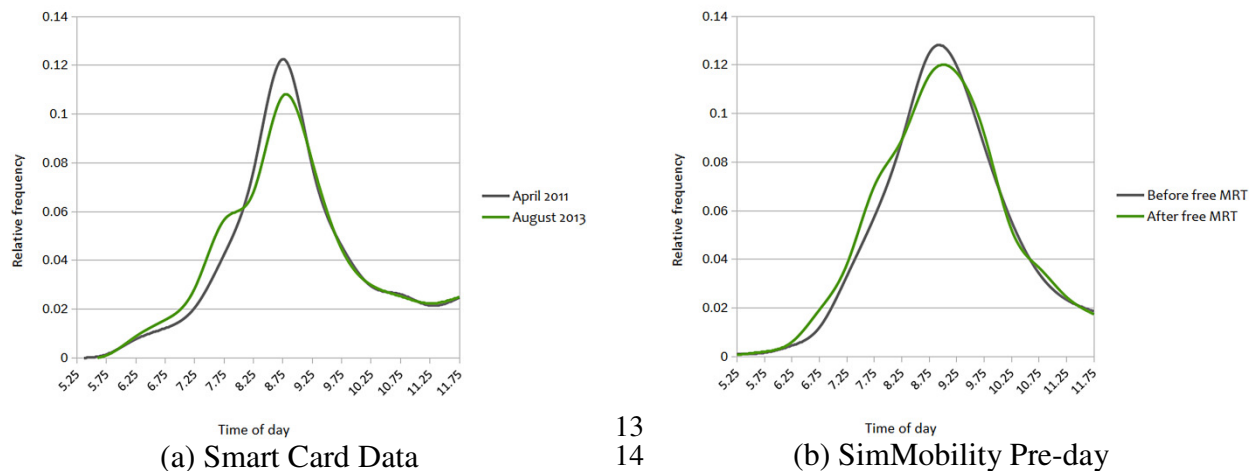 0.14
0.12
0.1
0.08
0.06
0.04
0.02
0
Relative frequency
5.25 5.75 6.25 6.75 7.25 7.75 8.25 8.75 9.25 9.75 10.25 10.75 11.25 11.75
Time of day
April 2011
August 2013
(a) Smart Card Data
13
14
0.14
0.12
0.1
0.08
0.06
0.04
0.02
0
Relative frequency
5.25 5.75 6.25 6.75 7.25 7.75 8.25 8.75 9.25 9.75 10.25 10.75 11.25 11.75
Time of day
Before free MRT
After free MRT
(b) SimMobility Pre-day